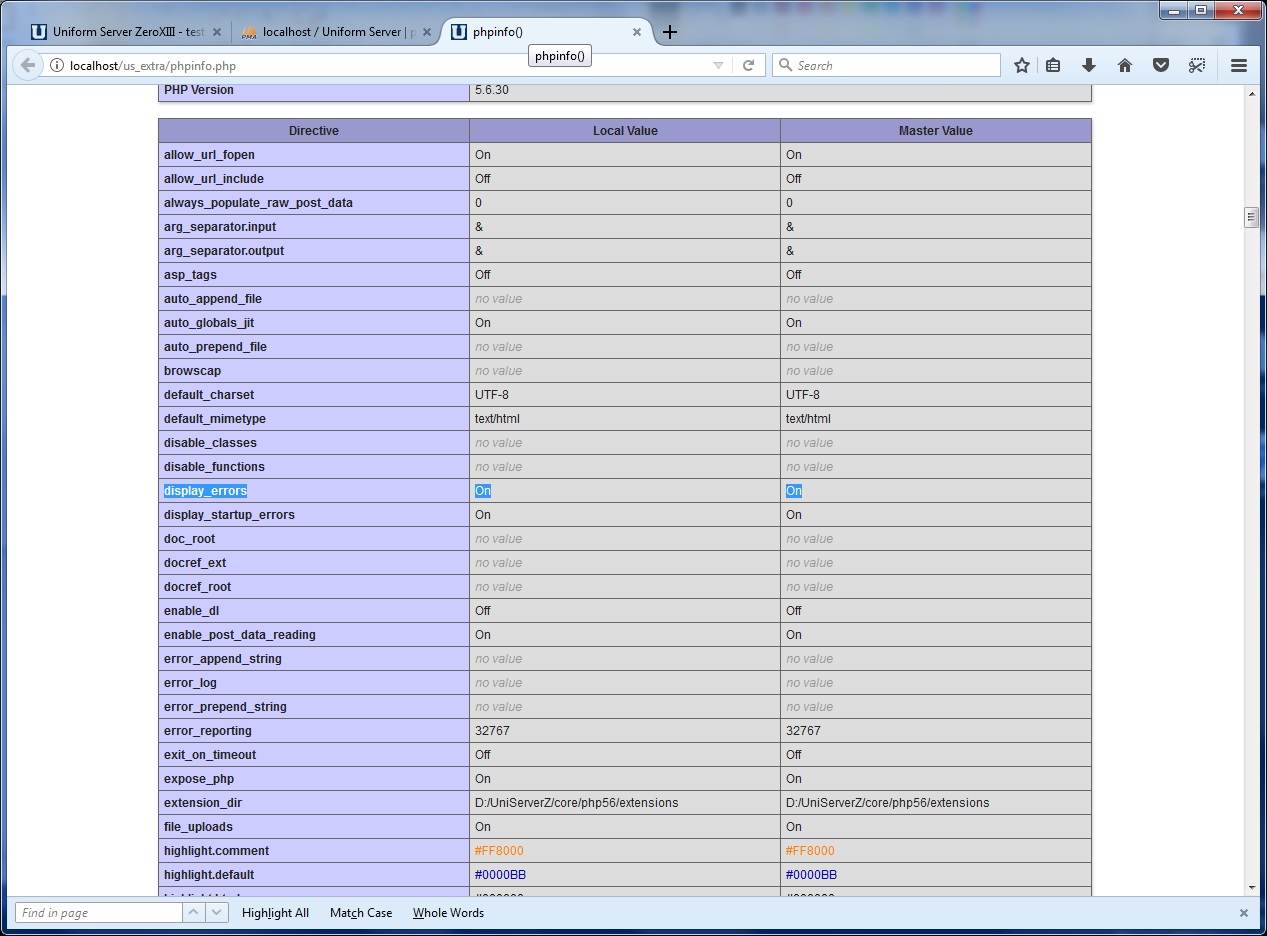 Uniform Server ZeroXIII - test
localhost / Uniform Server | p
phpinfo()
phpinfo()
localhost/us_extra/phpinfo.php
Search
PHP Version 5.6.30
Directive Local Value Master Value
allow_url_fopen On On
allow_url_include Off Off
always_populate_raw_post_data 0 0
arg_separator.input & &
arg_separator.output & &
asp_tags Off Off
auto_append_file no value no value
auto_globals_jit On On
auto_prepend_file no value no value
browscap no value no value
default_charset UTF-8 UTF-8
default_mimetype text/html text/html
disable_classes no value no value
disable_functions no value no value
display_errors On On
display_startup_errors On On
doc_root no value no value
docref_ext no value no value
docref_root no value no value
enable_dl Off Off
enable_post_data_reading On On
error_append_string no value no value
error_log no value no value
error_prepend_string no value no value
error_reporting 32767 32767
exit_on_timeout Off Off
expose_php On On
extension_dir D:/UniServerZ/core/php56/extensions D:/UniServerZ/core/php56/extensions
file_uploads On On
highlight.comment #FF8000 #FF8000
highlight.default #0000BB #0000BB
Find in page Highlight All Match Case Whole Words